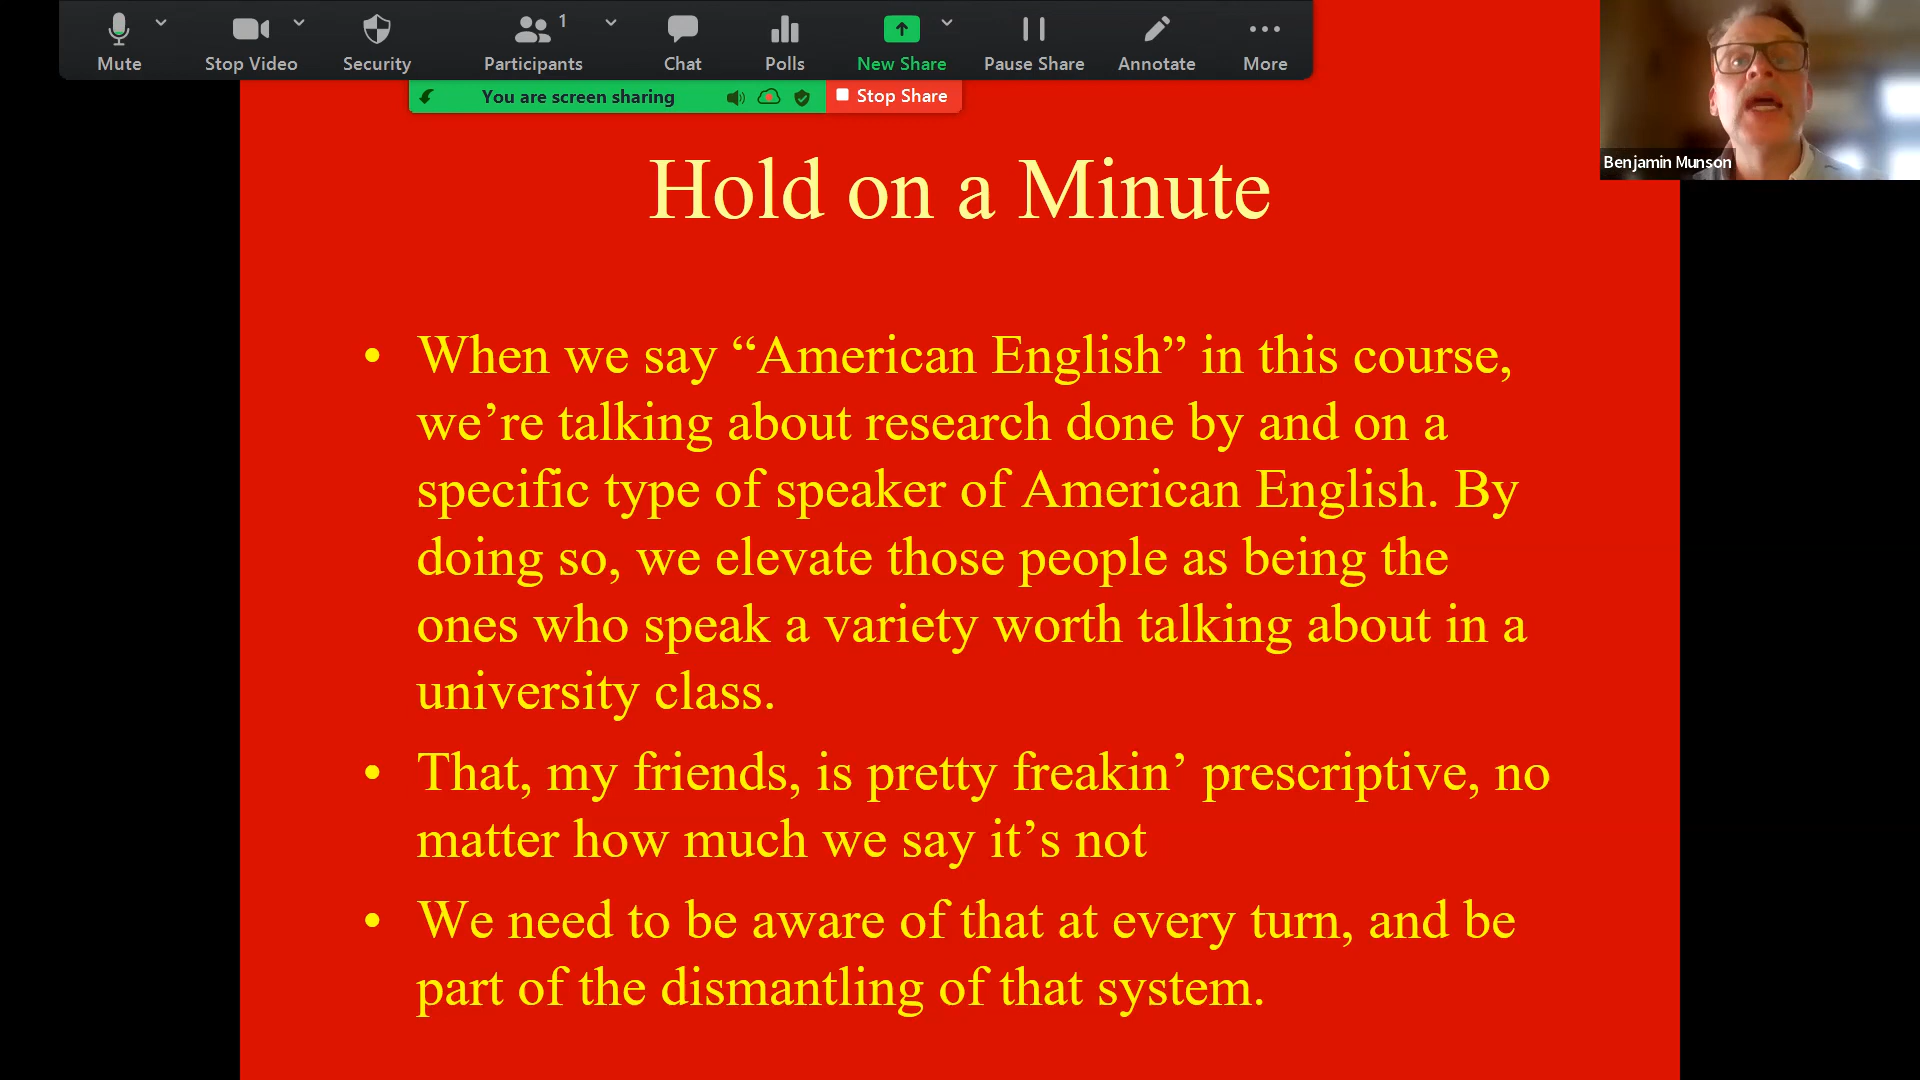 Mute
Stop Video
Security
Participants
1
Chat
Polls
New Share
Pause Share
Annotate
More
You are screen sharing
Stop Share
Benjamin Munson
Hold on a Minute
• When we say “American English” in this course,
we’re talking about research done by and on a
specific type of speaker of American English. By
doing so, we elevate those people as being the
ones who speak a variety worth talking about in a
university class.
• That, my friends, is pretty freakin’ prescriptive, no
matter how much we say it’s not
• We need to be aware of that at every turn, and be
part of the dismantling of that system.